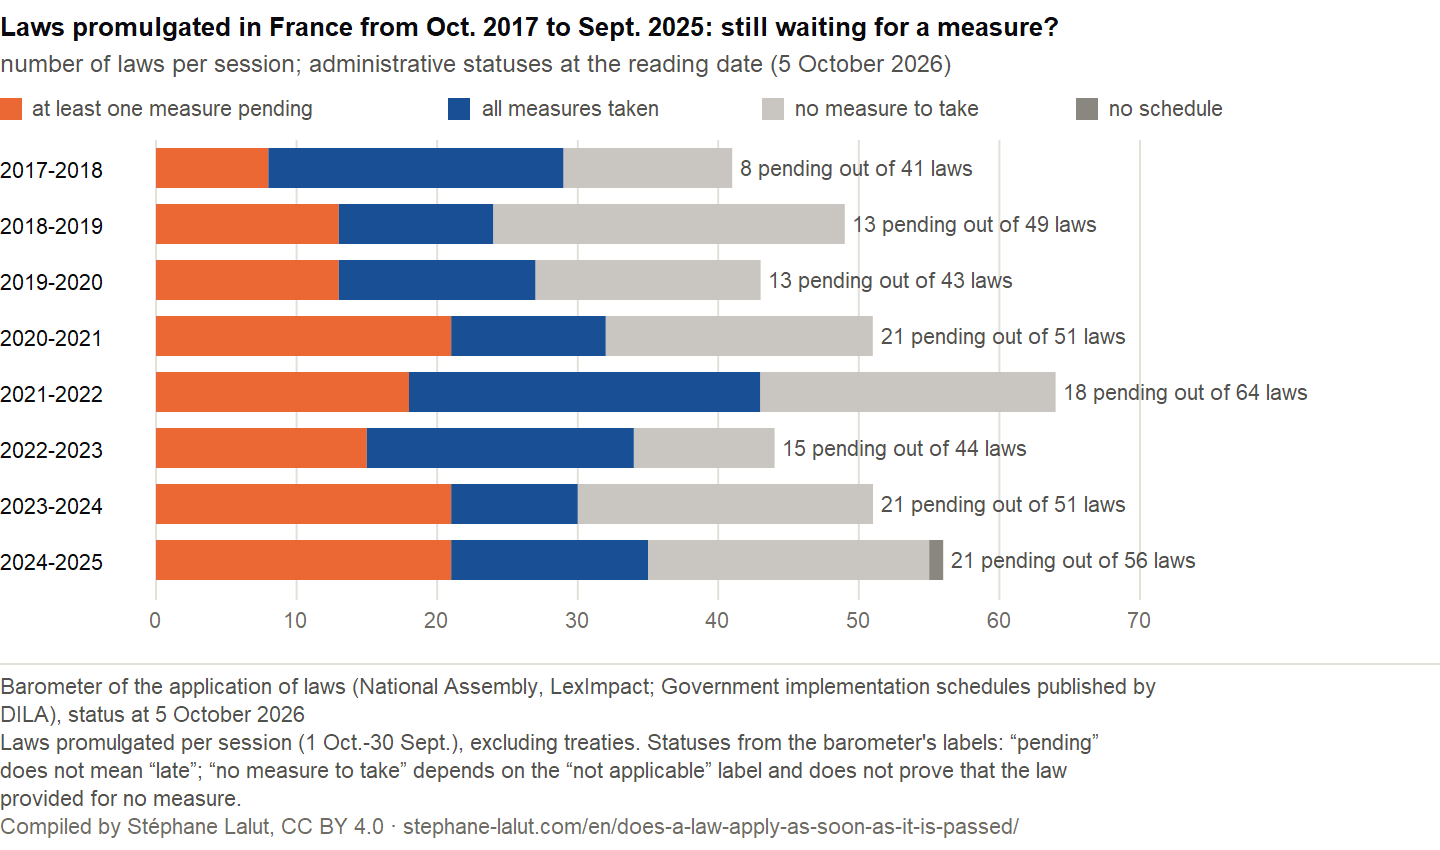 Laws promulgated in France from Oct. 2017 to Sept. 2025: still waiting for a measure?
number of laws per session; administrative statuses at the reading date (5 October 2026)
at least one measure pending
all measures taken
no measure to take
no schedule
2017-2018
8 pending out of 41 laws
2018-2019
13 pending out of 49 laws
2019-2020
13 pending out of 43 laws
2020-2021
21 pending out of 51 laws
2021-2022
18 pending out of 64 laws
2022-2023
15 pending out of 44 laws
2023-2024
21 pending out of 51 laws
2024-2025
21 pending out of 56 laws
0 10 20 30 40 50 60 70
Barometer of the application of laws (National Assembly, LexImpact; Government implementation schedules published by
DILA), status at 5 October 2026
Laws promulgated per session (1 Oct.-30 Sept.), excluding treaties. Statuses from the barometer's labels: “pending”
does not mean “late”; “no measure to take” depends on the “not applicable” label and does not prove that the law
provided for no measure.
Compiled by Stéphane Lalut, CC BY 4.0 · stephane-lalut.com/en/does-a-law-apply-as-soon-as-it-is-passed/